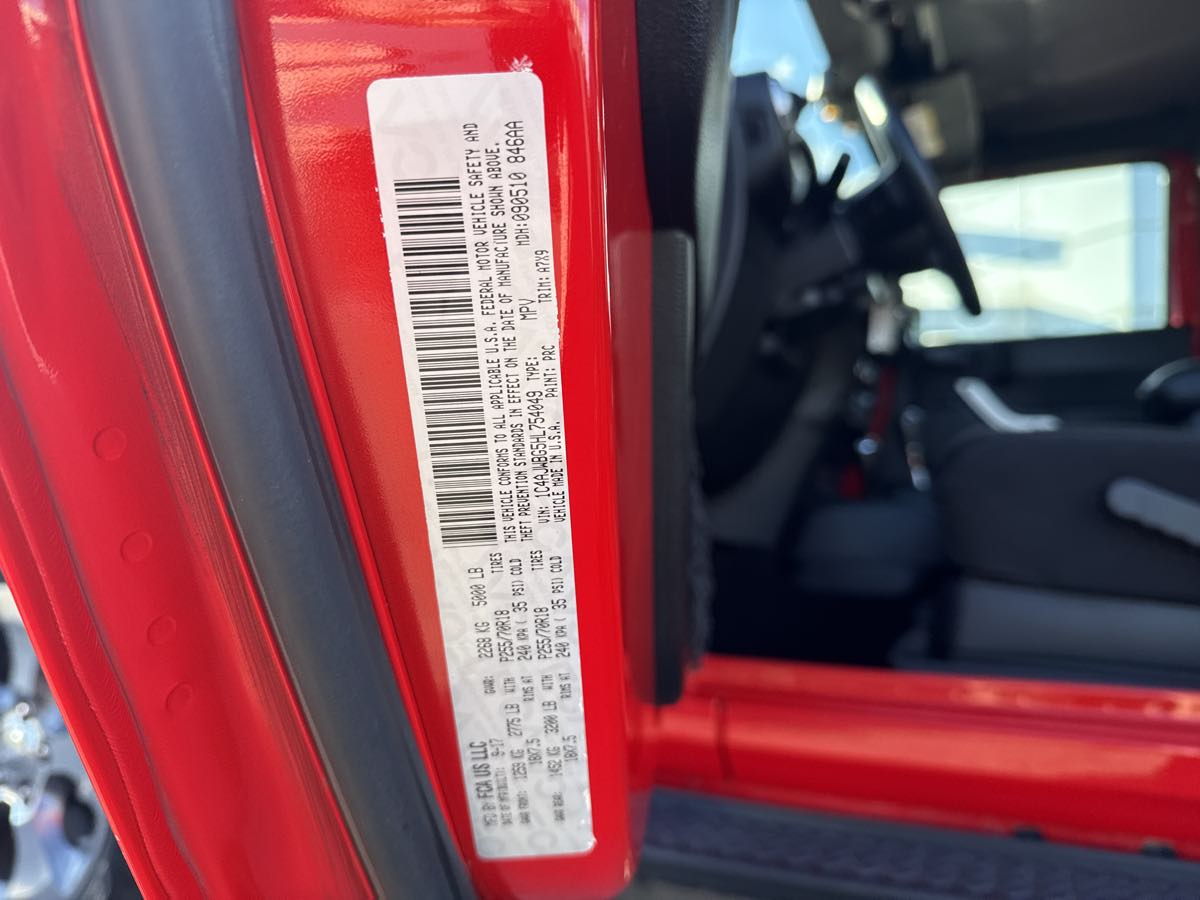 MFD BY FCA US LLC
DATE OF MFR(BUILT): 9-17 GVWR: 2268 KG 5000 LB
GAWR FRONT: 1259 KG 2775 LB WITH P255/70R18 TIRES
18X7.5 RIMS AT 240 KPA ( 35 PSI) COLD
GAWR REAR: 1452 KG 3200 LB WITH P255/70R18 TIRES
18X7.5 RIMS AT 240 KPA ( 35 PSI) COLD
THIS VEHICLE CONFORMS TO ALL APPLICABLE U.S.A. FEDERAL MOTOR VEHICLE SAFETY AND
THEFT PREVENTION STANDARDS IN EFFECT ON THE DATE OF MANUFACTURE SHOWN ABOVE.
VIN: 1C4AJWBG5HL754049 TYPE: MPV MDH:090510 846AA
VEHICLE MADE IN U.S.A. PAINT: PRC TRIM: A7X9